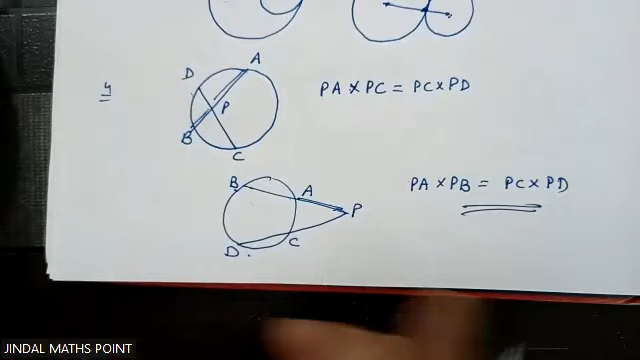 4
D
A
P
B
C
PA × PC = PC × PD
B
A
P
C
D
PA × PB = PC × PD
JINDAL MATHS POINT